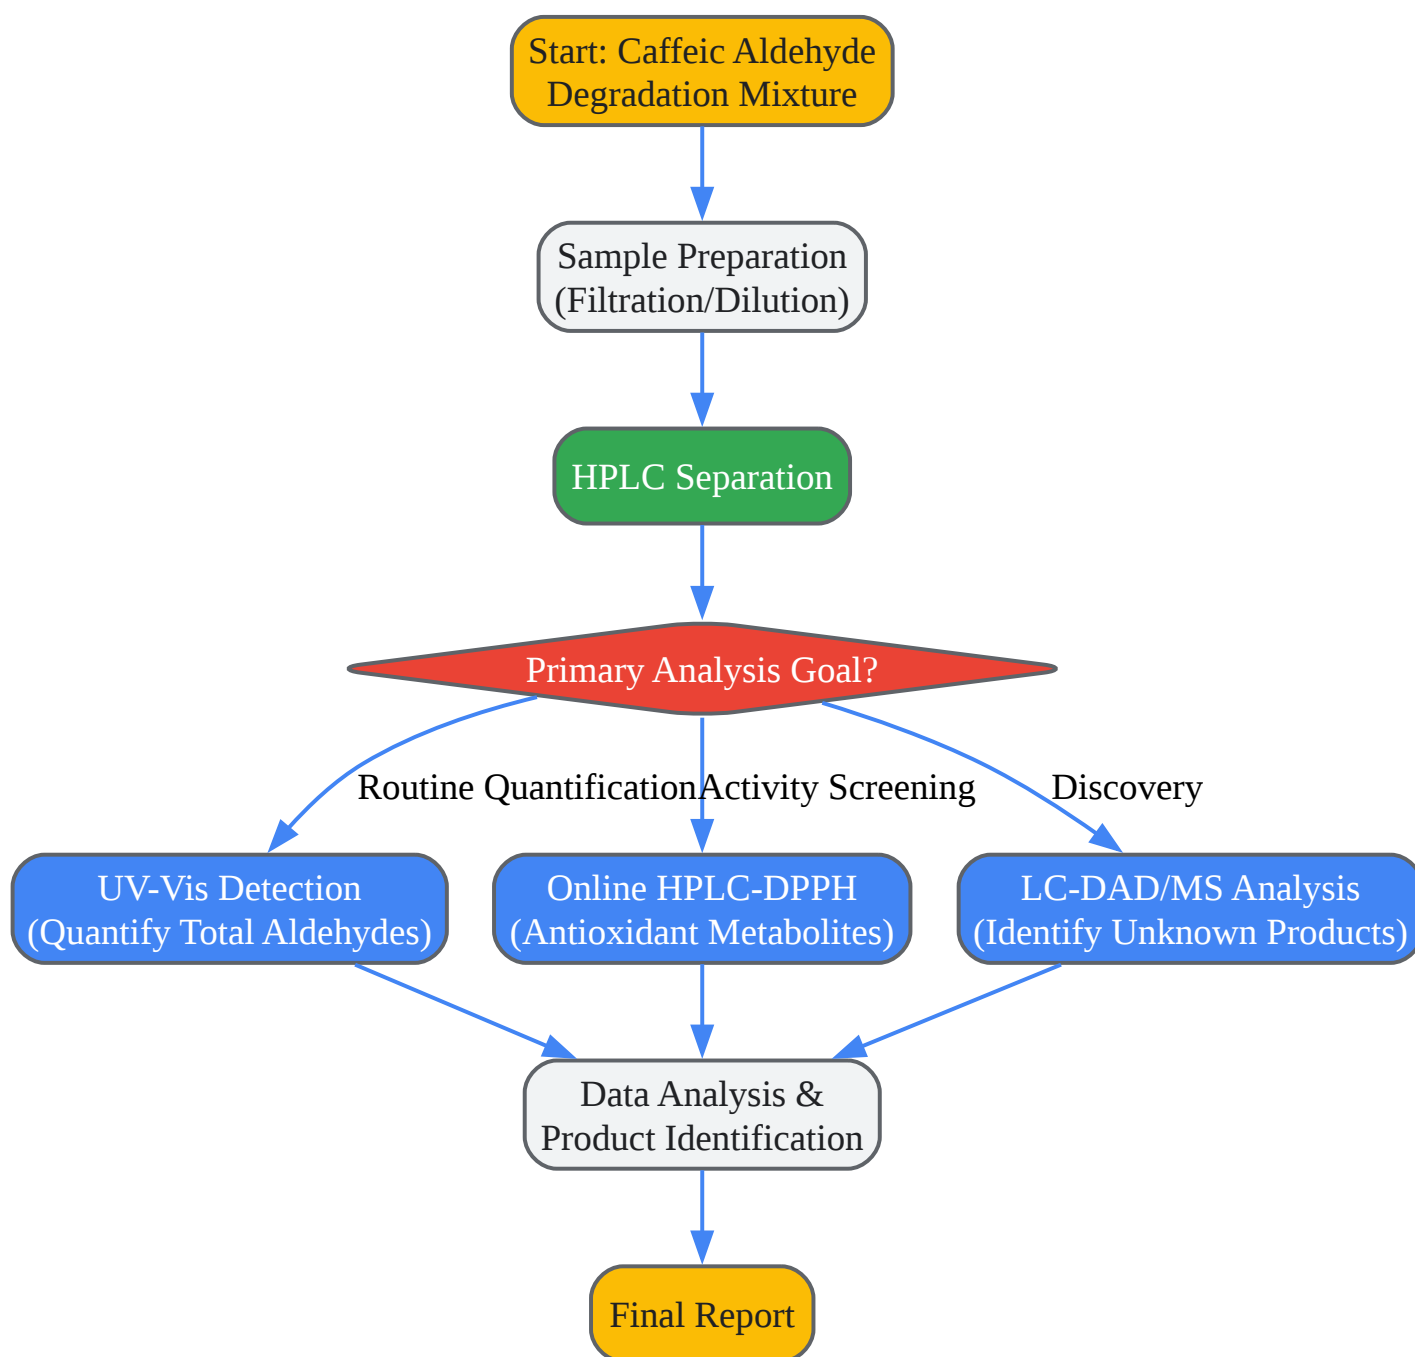 Start: Caffeic Aldehyde
Degradation Mixture
Sample Preparation
(Filtration/Dilution)
HPLC Separation
Primary Analysis Goal?
Routine Quantification
Activity Screening
Discovery
UV-Vis Detection
(Quantify Total Aldehydes)
Online HPLC-DPPH
(Antioxidant Metabolites)
LC-DAD/MS Analysis
(Identify Unknown Products)
Data Analysis &
Product Identification
Final Report